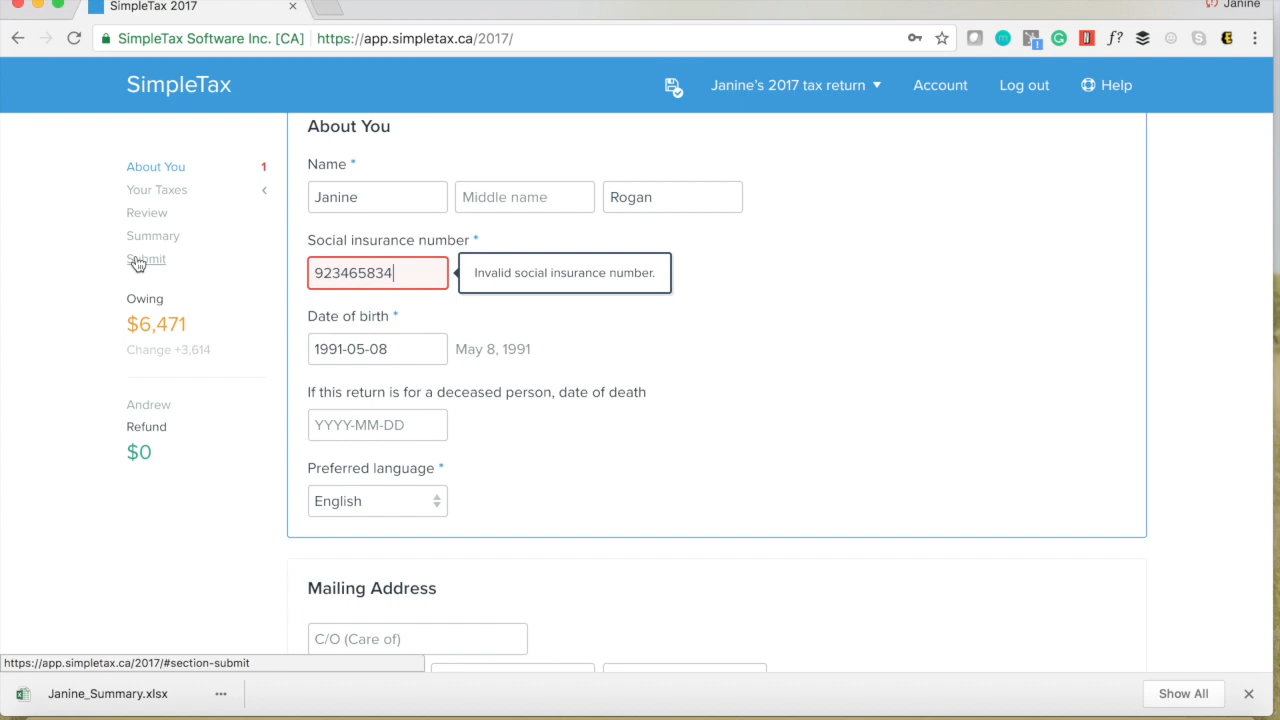 SimpleTax 2017
Janine
SimpleTax Software Inc. [CA] https://app.simpletax.ca/2017/
SimpleTax
Janine's 2017 tax return
Account
Log out
Help
About You 1
Your Taxes
Review
Summary
Submit
Owing
$6,471
Change +3,614
Andrew
Refund
$0
About You
Name *
Janine
Middle name
Rogan
Social insurance number *
923465834
Invalid social insurance number.
Date of birth *
1991-05-08
May 8, 1991
If this return is for a deceased person, date of death
YYYY-MM-DD
Preferred language *
English
Mailing Address
C/O (Care of)
https://app.simpletax.ca/2017/#section-submit
Janine_Summary.xlsx
Show All